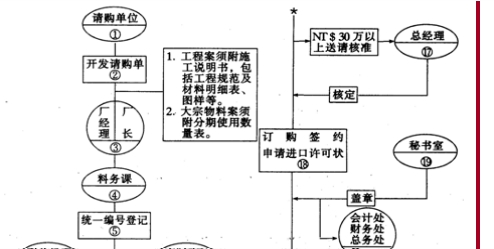 请购单位
①
开发请购单
②
厂经理
厂长
③
料务课
④
统一编号登记
⑤
1. 工程案须附施
工说明书，包
括工程规范及
材料明细表、
图样等。
2. 大宗物料案须
附分期使用数
量表。
*
NT$30万以
上送请核准
总经理
⑰
核定
订购签约
申请进口许可状
⑱
秘书室
⑲
盖章
会计处
财务处
总务处